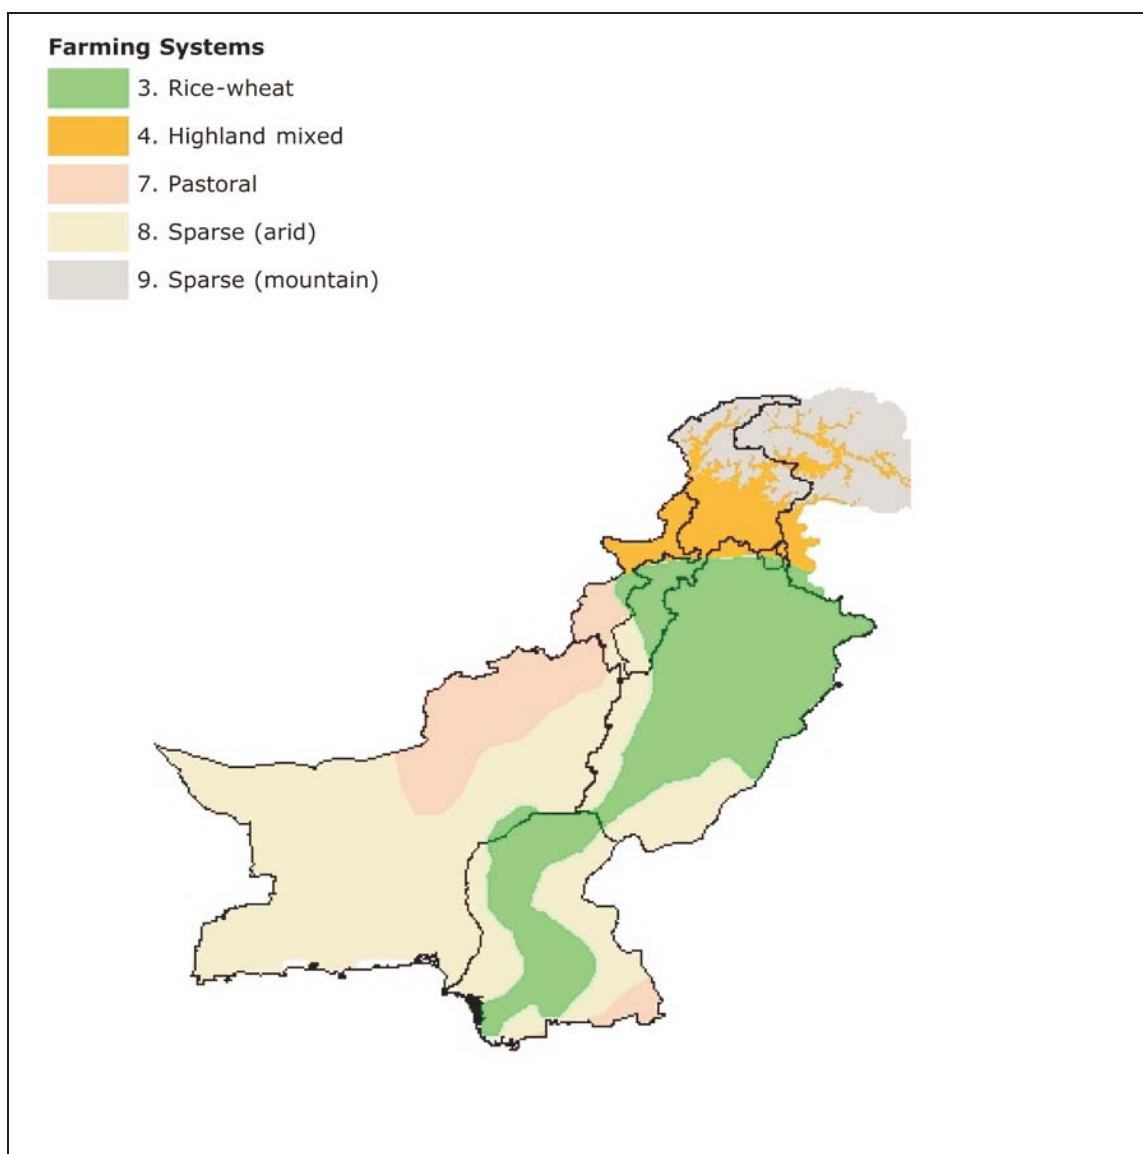 Farming Systems
3. Rice-wheat
4. Highland mixed
7. Pastoral
8. Sparse (arid)
9. Sparse (mountain)